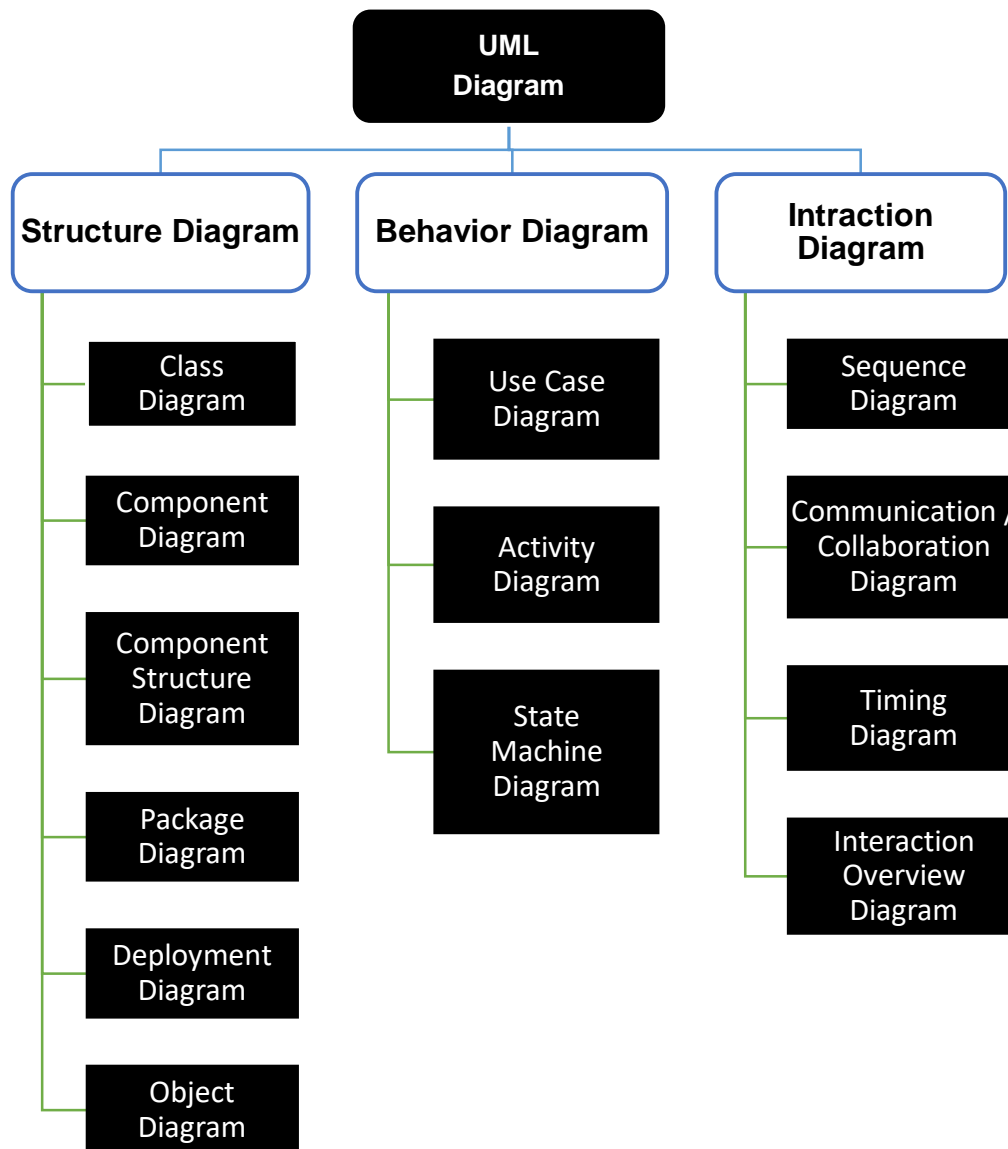 UML
Diagram
Structure Diagram
Behavior Diagram
Intraction
Diagram
Class
Diagram
Component
Diagram
Component
Structure
Diagram
Package
Diagram
Deployment
Diagram
Object
Diagram
Use Case
Diagram
Activity
Diagram
State
Machine
Diagram
Sequence
Diagram
Communication /
Collaboration
Diagram
Timing
Diagram
Interaction
Overview
Diagram